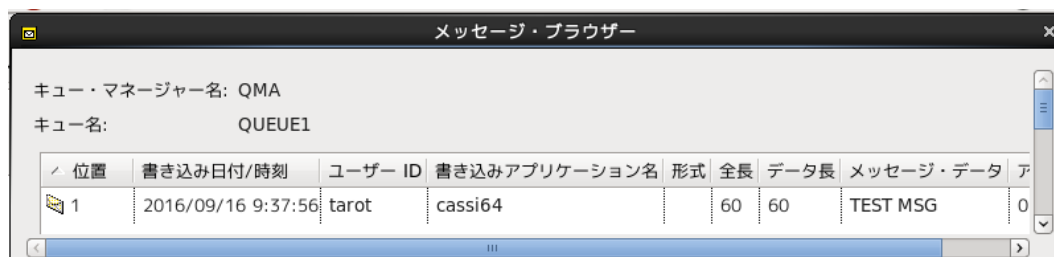 メッセージ・ブラウザー
キュー・マネージャー名: QMA
キュー名: QUEUE1
位置 書き込み日付/時刻 ユーザー ID 書き込みアプリケーション名 形式 全長 データ長 メッセージ・データ ア
1 2016/09/16 9:37:56 tarot cassi64 60 60 TEST MSG 0